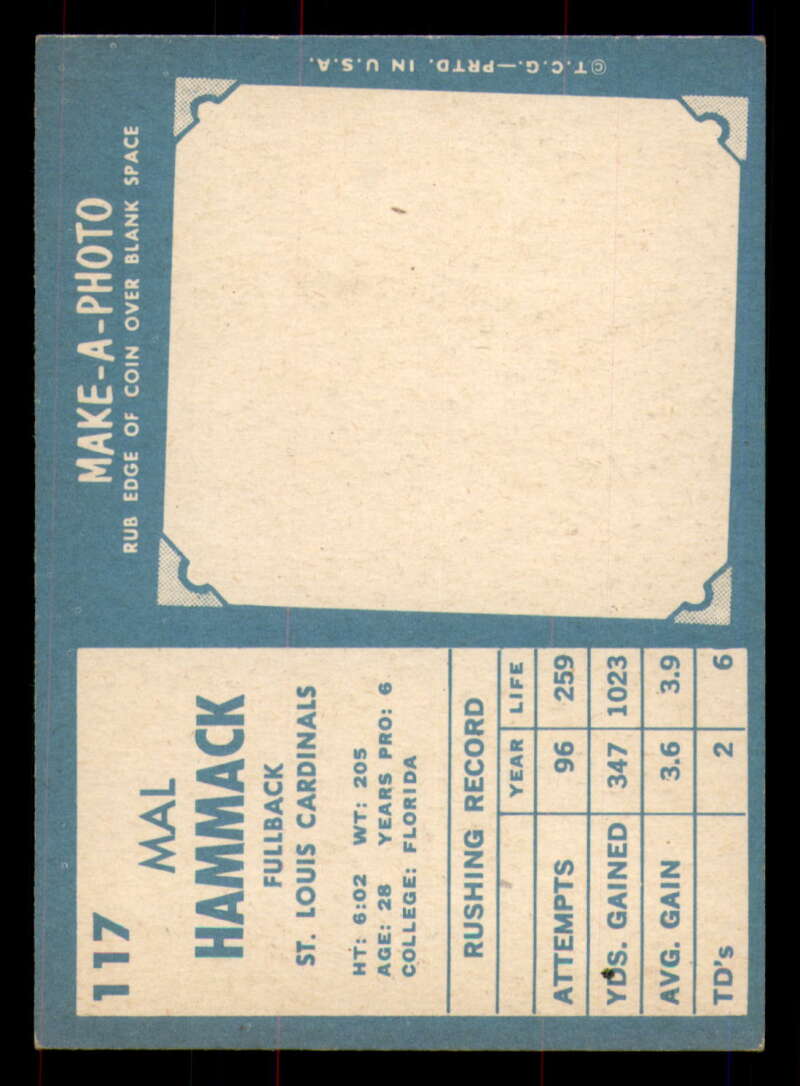 117
MAL
HAMMACK
FULLBACK
ST. LOUIS CARDINALS
HT: 6:02 WT: 205
AGE: 28 YEARS PRO: 6
COLLEGE: FLORIDA
RUSHING RECORD
YEAR LIFE
ATTEMPTS 96 259
YDS. GAINED 347 1023
AVG. GAIN 3.6 3.9
TD's 2 6
MAKE-A-PHOTO
RUB EDGE OF COIN OVER BLANK SPACE
©T.C.G.—PRTD. IN U.S.A.